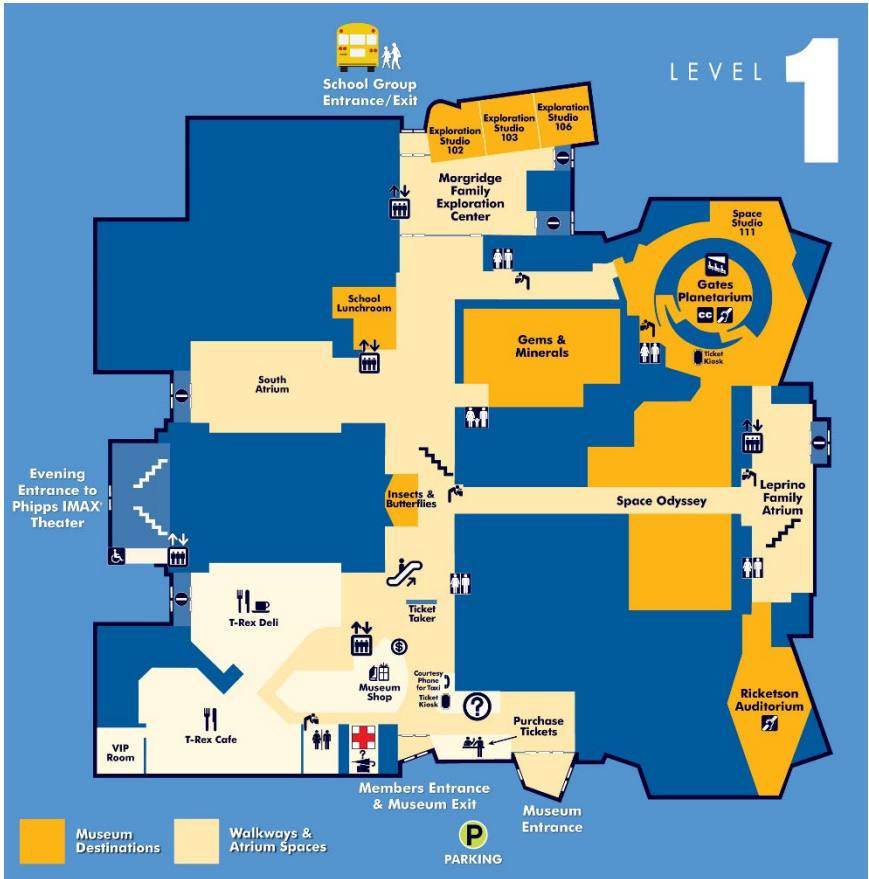 LEVEL 1
School Group
Entrance/Exit
Exploration
Studio
102
Exploration
Studio
103
Exploration
Studio
106
Morgridge
Family
Exploration
Center
Space
Studio
111
Gates
Planetarium
CC
Ticket
Kiosk
School
Lunchroom
Gems &
Minerals
South
Atrium
Evening
Entrance to
Phipps IMAX®
Theater
Insects &
Butterflies
Space Odyssey
Leprino
Family
Atrium
T-Rex Deli
Ticket
Taker
$
Museum
Shop
Courtesy
Phone
for Taxi
Ticket
Kiosk
?
Purchase
Tickets
Ricketson
Auditorium
T-Rex Cafe
VIP
Room
?
Members Entrance
& Museum Exit
Museum
Entrance
P
PARKING
Museum
Destinations
Walkways &
Atrium Spaces